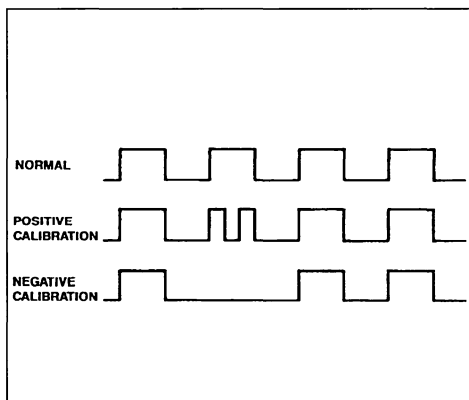 NORMAL
POSITIVE
CALIBRATION
NEGATIVE
CALIBRATION